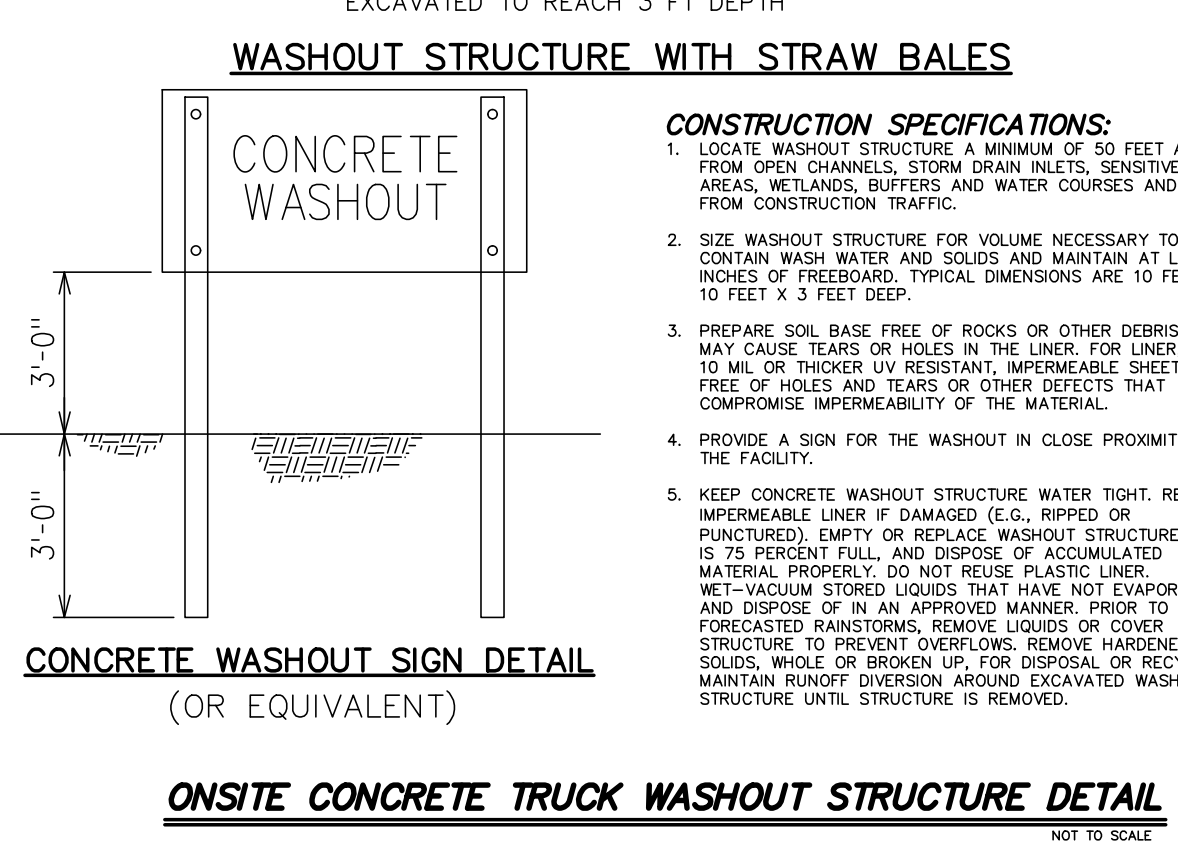 EXCAVATED TO REACH 3 FT DEPTH
WASHOUT STRUCTURE WITH STRAW BALES
CONCRETE
WASHOUT
3'-0"
3'-0"
CONCRETE WASHOUT SIGN DETAIL
(OR EQUIVALENT)
CONSTRUCTION SPECIFICATIONS:
1. LOCATE WASHOUT STRUCTURE A MINIMUM OF 50 FEET
FROM OPEN CHANNELS, STORM DRAIN INLETS, SENSITIVE
AREAS, WETLANDS, BUFFERS AND WATER COURSES AND
FROM CONSTRUCTION TRAFFIC.
2. SIZE WASHOUT STRUCTURE FOR VOLUME NECESSARY TO
CONTAIN WASH WATER AND SOLIDS AND MAINTAIN AT
INCHES OF FREEBOARD. TYPICAL DIMENSIONS ARE 10
10 FEET X 3 FEET DEEP.
3. PREPARE SOIL BASE FREE OF ROCKS OR OTHER DEBRIS
MAY CAUSE TEARS OR HOLES IN THE LINER. FOR LINER
10 MIL OR THICKER UV RESISTANT, IMPERMEABLE SHEET
FREE OF HOLES AND TEARS OR OTHER DEFECTS THAT
COMPROMISE IMPERMEABILITY OF THE MATERIAL.
4. PROVIDE A SIGN FOR THE WASHOUT IN CLOSE PROXIMIT
THE FACILITY.
5. KEEP CONCRETE WASHOUT STRUCTURE WATER TIGHT.
IMPERMEABLE LINER IF DAMAGED (E.G., RIPPED OR
PUNCTURED). EMPTY OR REPLACE WASHOUT STRUCTURE
IS 75 PERCENT FULL, AND DISPOSE OF ACCUMULATED
MATERIAL PROPERLY. DO NOT REUSE PLASTIC LINER.
WET-VACUUM STORED LIQUIDS THAT HAVE NOT EVAPOR
AND DISPOSE OF IN AN APPROVED MANNER. PRIOR TO
FORECASTED RAINSTORMS, REMOVE LIQUIDS OR COVER
STRUCTURE TO PREVENT OVERFLOWS. REMOVE HARDENE
SOLIDS, WHOLE OR BROKEN UP, FOR DISPOSAL OR
MAINTAIN RUNOFF DIVERSION AROUND EXCAVATED WASH
STRUCTURE UNTIL STRUCTURE IS REMOVED.
ONSITE CONCRETE TRUCK WASHOUT STRUCTURE DETAIL
NOT TO SCALE